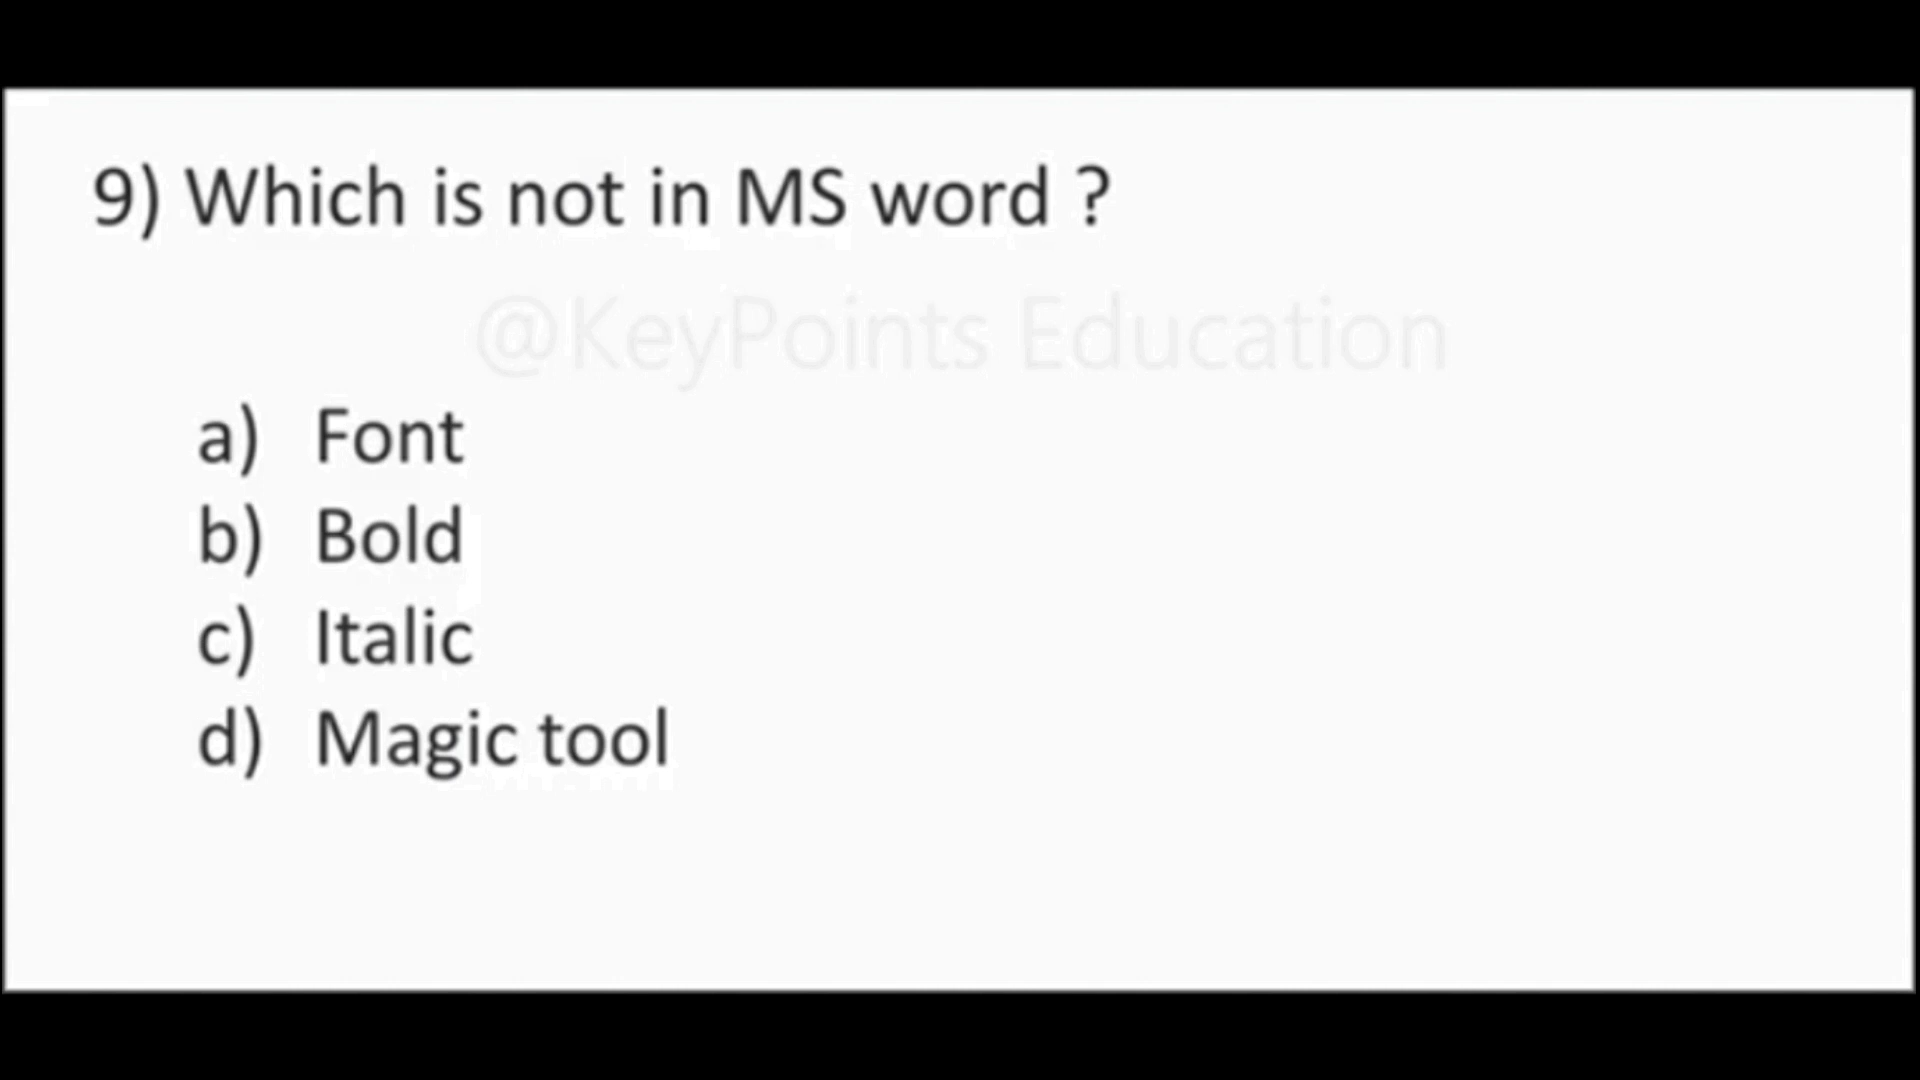 9) Which is not in MS word ?
@KeyPoints Education
a) Font
b) Bold
c) Italic
d) Magic tool